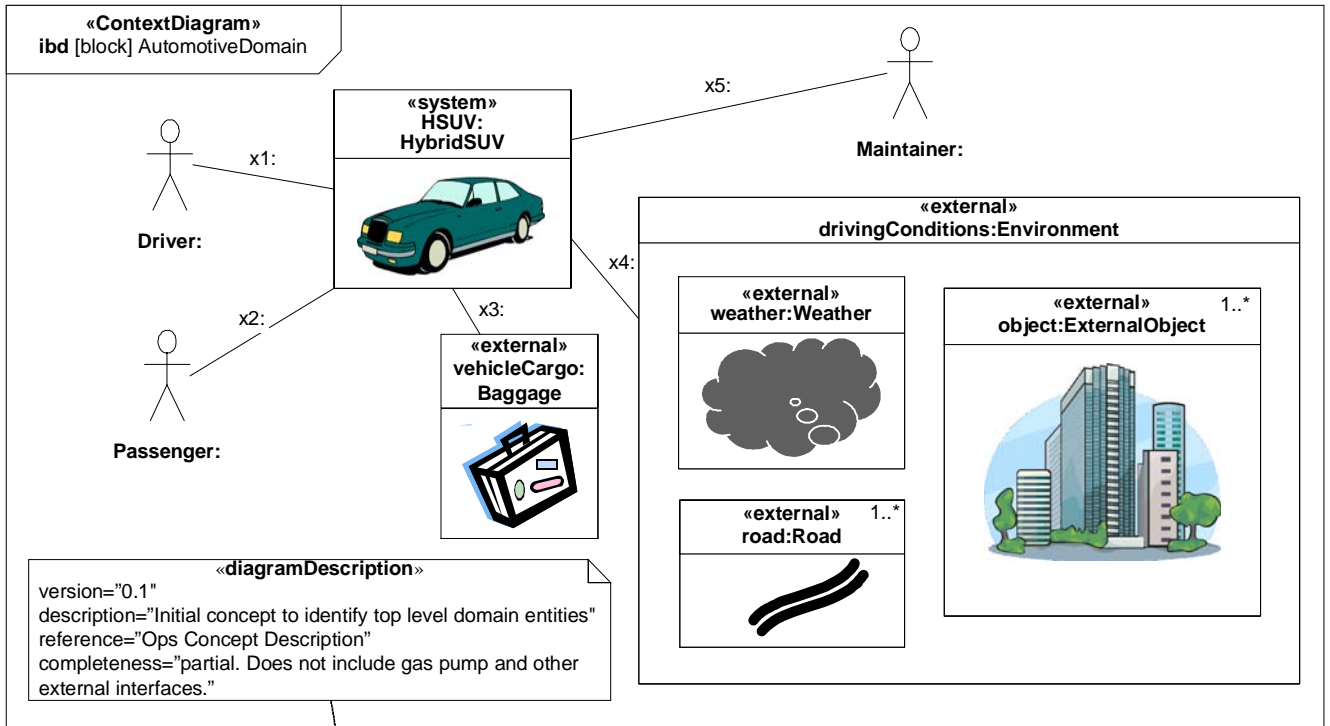 «ContextDiagram»
ibd [block] AutomotiveDomain
x5:
«system»
HSUV:
HybridSUV
x1:
Maintainer:
Driver:
«external»
drivingConditions:Environment
x4:
x2:
x3:
«external»
weather:Weather
«external» 1..*
object:ExternalObject
«external»
vehicleCargo:
Baggage
Passenger:
«external» 1..*
road:Road
«diagramDescription»
version="0.1"
description="Initial concept to identify top level domain entities"
reference="Ops Concept Description”
completeness=”partial. Does not include gas pump and other
external interfaces.”